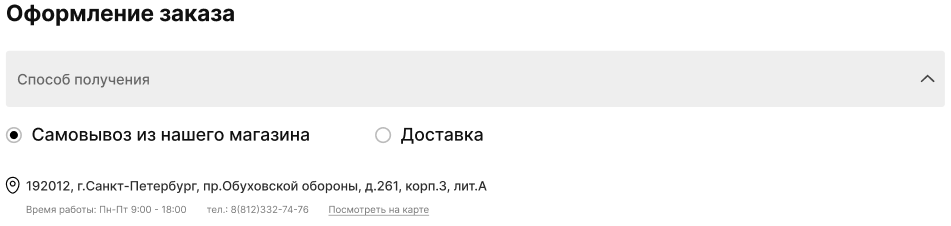 Оформление заказа
Способ получения
Самовывоз из нашего магазина Доставка
192012, г.Санкт-Петербург, пр.Обуховской обороны, д.261, корп.3, лит.А
Время работы: Пн-Пт 9:00 - 18:00 тел.: 8(812)332-74-76 Посмотреть на карте